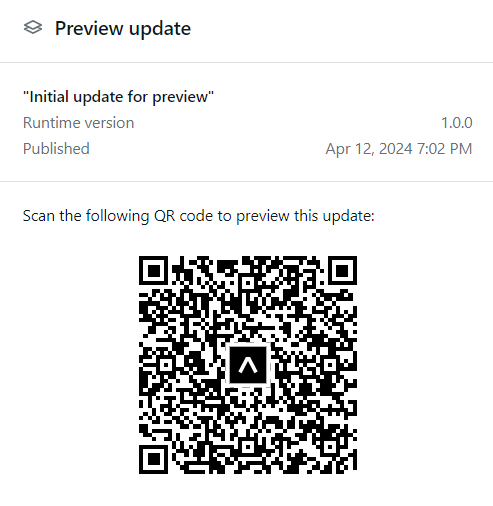 Preview update
"Initial update for preview"
Runtime version 1.0.0
Published Apr 12, 2024 7:02 PM
Scan the following QR code to preview this update: